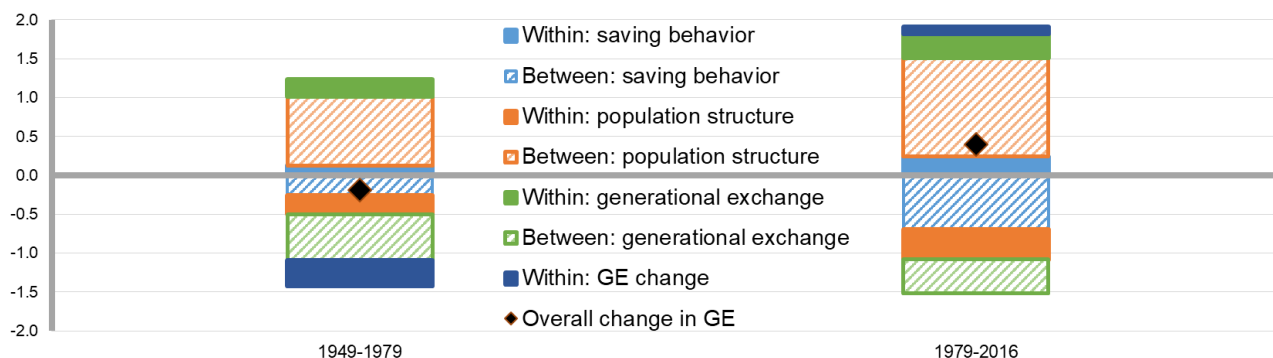 2.0
1.5
1.0
0.5
0.0
-0.5
-1.0
-1.5
-2.0
Within: saving behavior
Between: saving behavior
Within: population structure
Between: population structure
Within: generational exchange
Between: generational exchange
Within: GE change
Overall change in GE
1949-1979
1979-2016